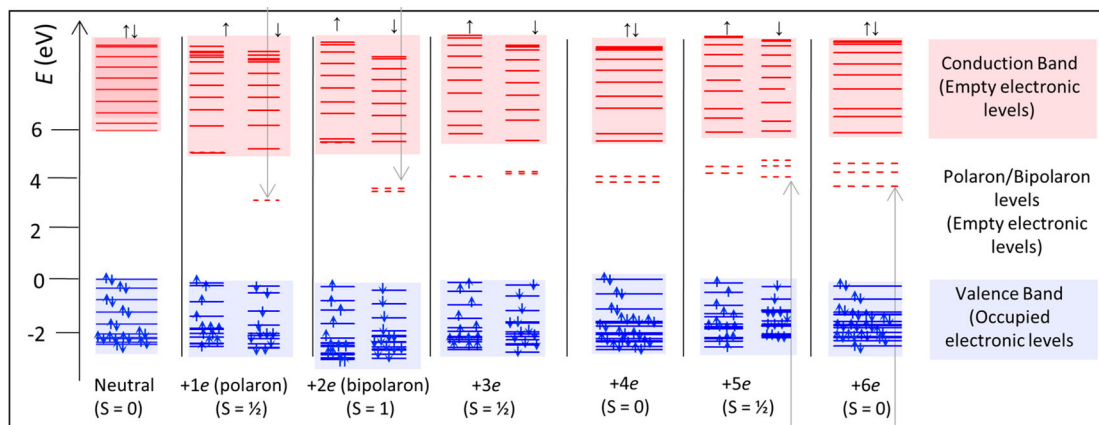 ↑↓ ↑ ↓ ↑ ↓ ↑ ↓ ↑↓ ↑ ↓ ↑↓
E (eV)
6
4
2
0
-2
Conduction Band
(Empty electronic
levels)
Polaron/Bipolaron
levels
(Empty electronic
levels)
Valence Band
(Occupied
electronic levels
Neutral
(S = 0)
+1e (polaron)
(S = ½)
+2e (bipolaron)
(S = 1)
+3e
(S = ½)
+4e
(S = 0)
+5e
(S = ½)
+6e
(S = 0)